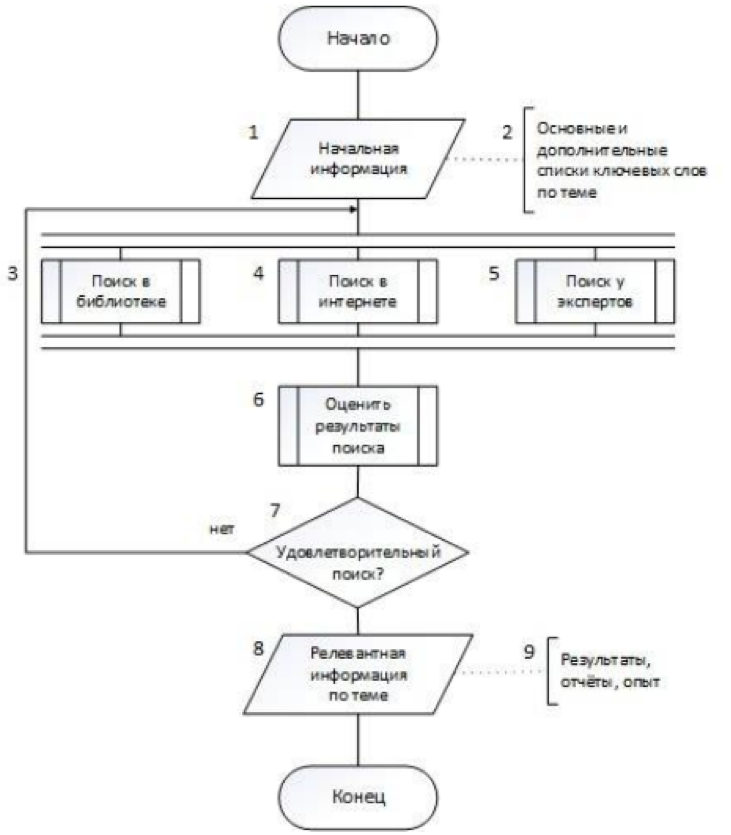 Начало
1
Начальная
информация
2
Основные и
дополнительные
списки ключевых слов
по теме
3
Поиск в
библиотеке
4
Поиск в
интернете
5
Поиск у
экспертов
6
Оценить
результаты
поиска
7
нет
Удовлетворительный
поиск?
8
Релевантная
информация
по теме
9
Результаты,
отчёты, опыт
Конец